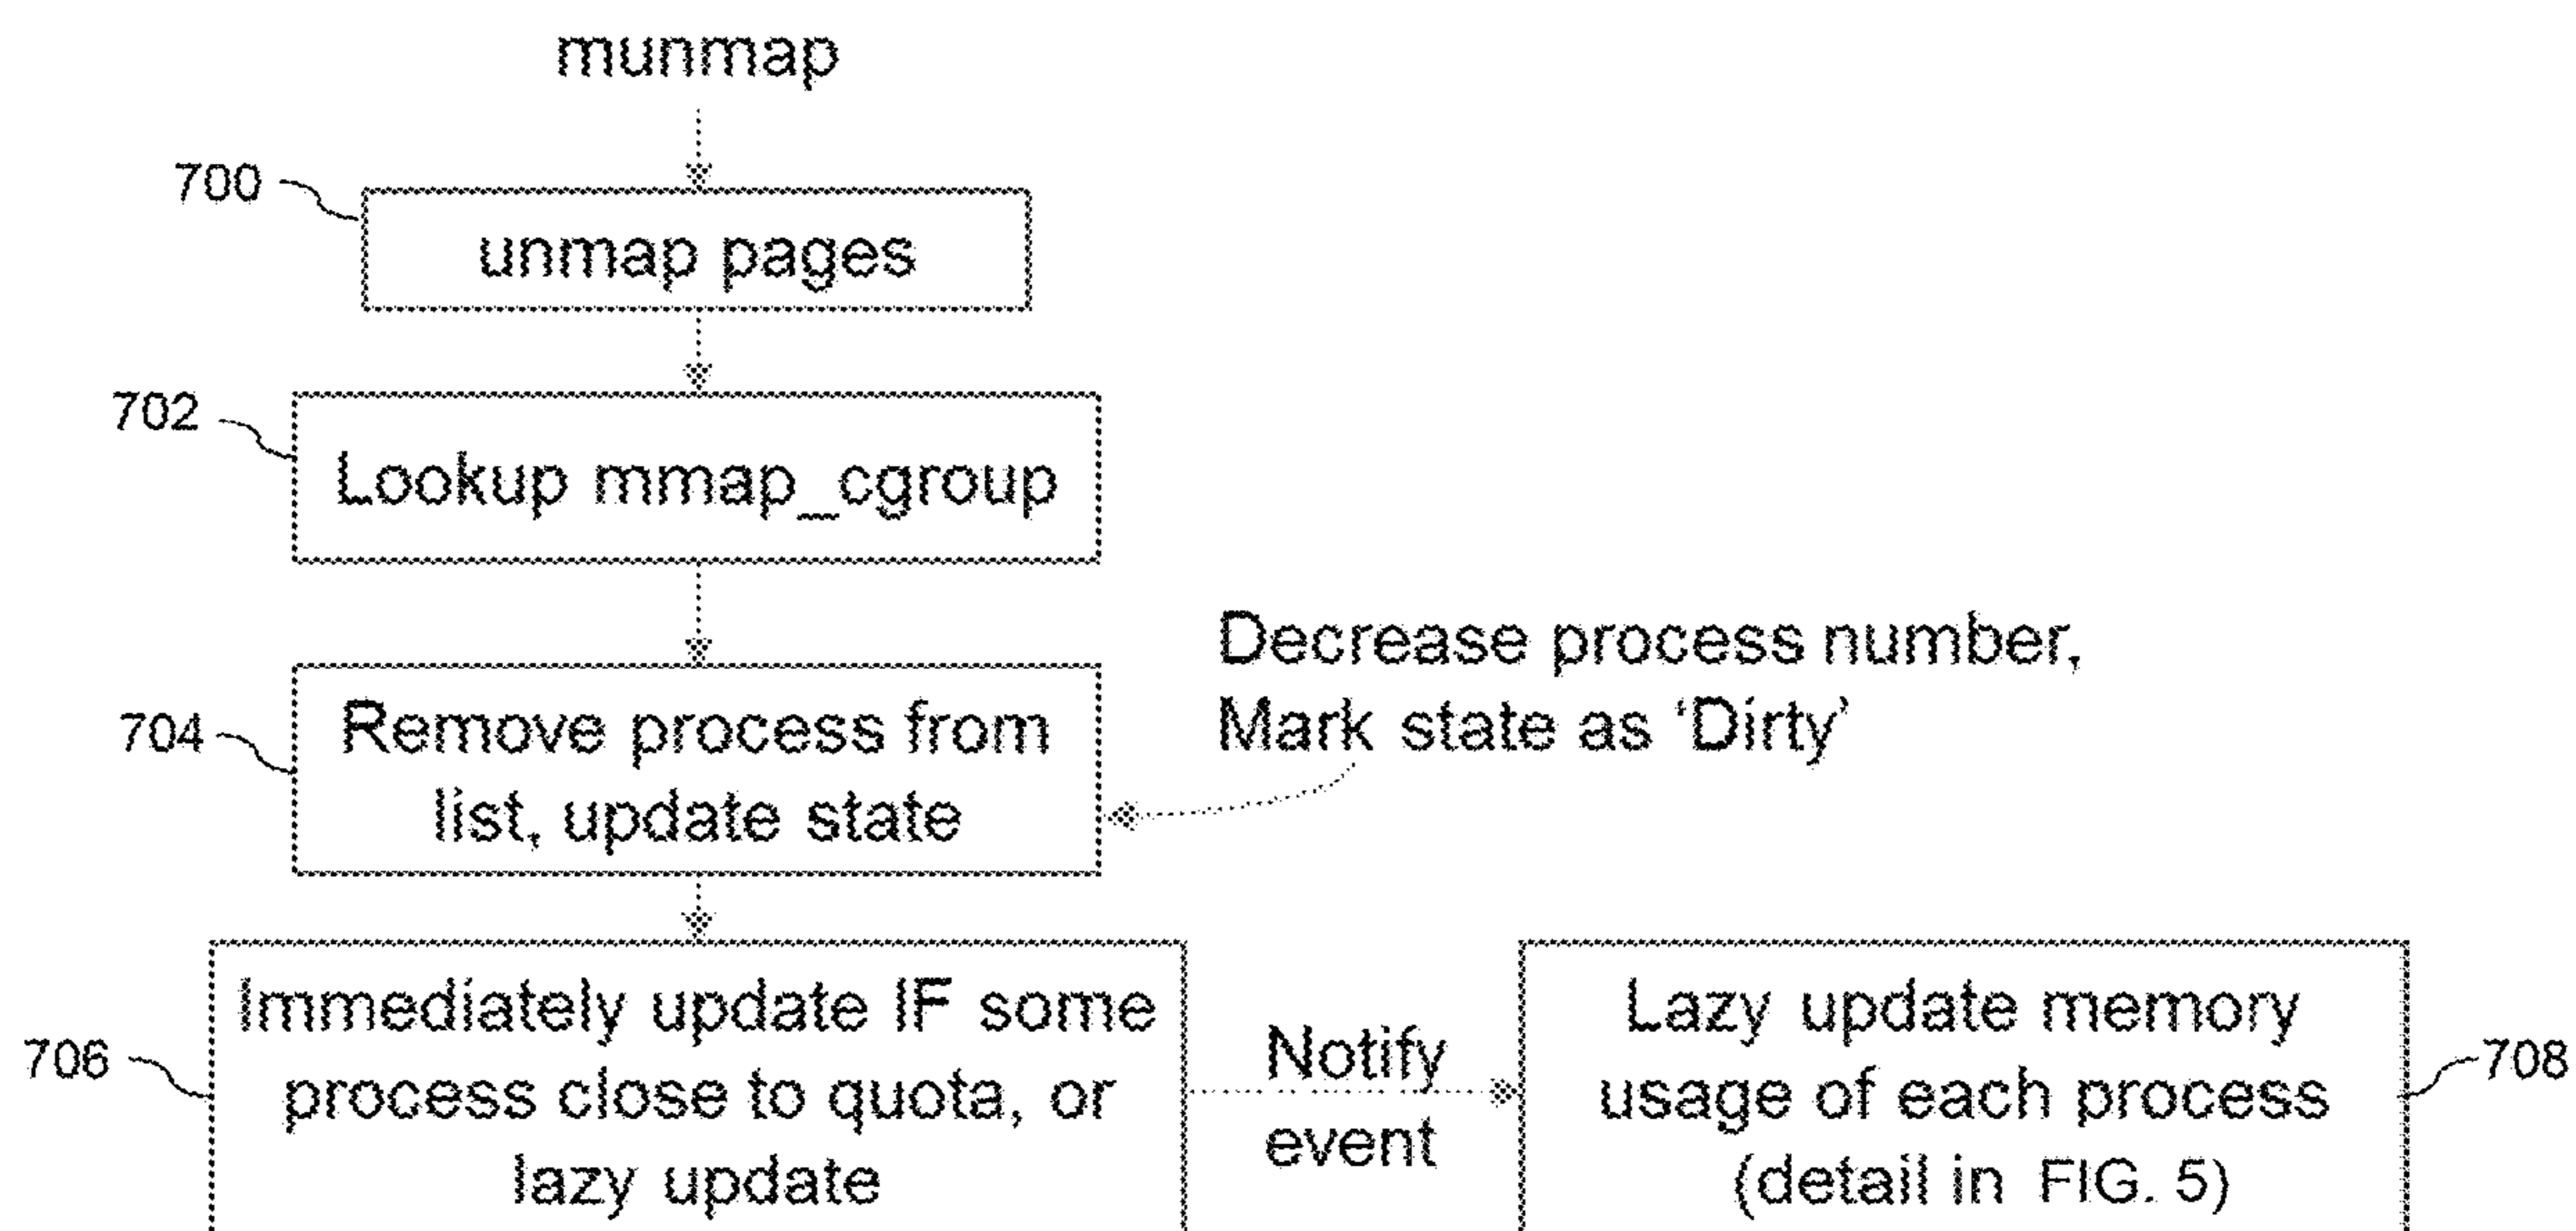 munmap
700
unmap pages
702
Lookup mmap_cgroup
Decrease process number,
Mark state as 'Dirty'
704
Remove process from
list, update state
706
Immediately update IF some
process close to quota, or
lazy update
Notify
event
Lazy update memory
usage of each process
(detail in FIG. 5)
708